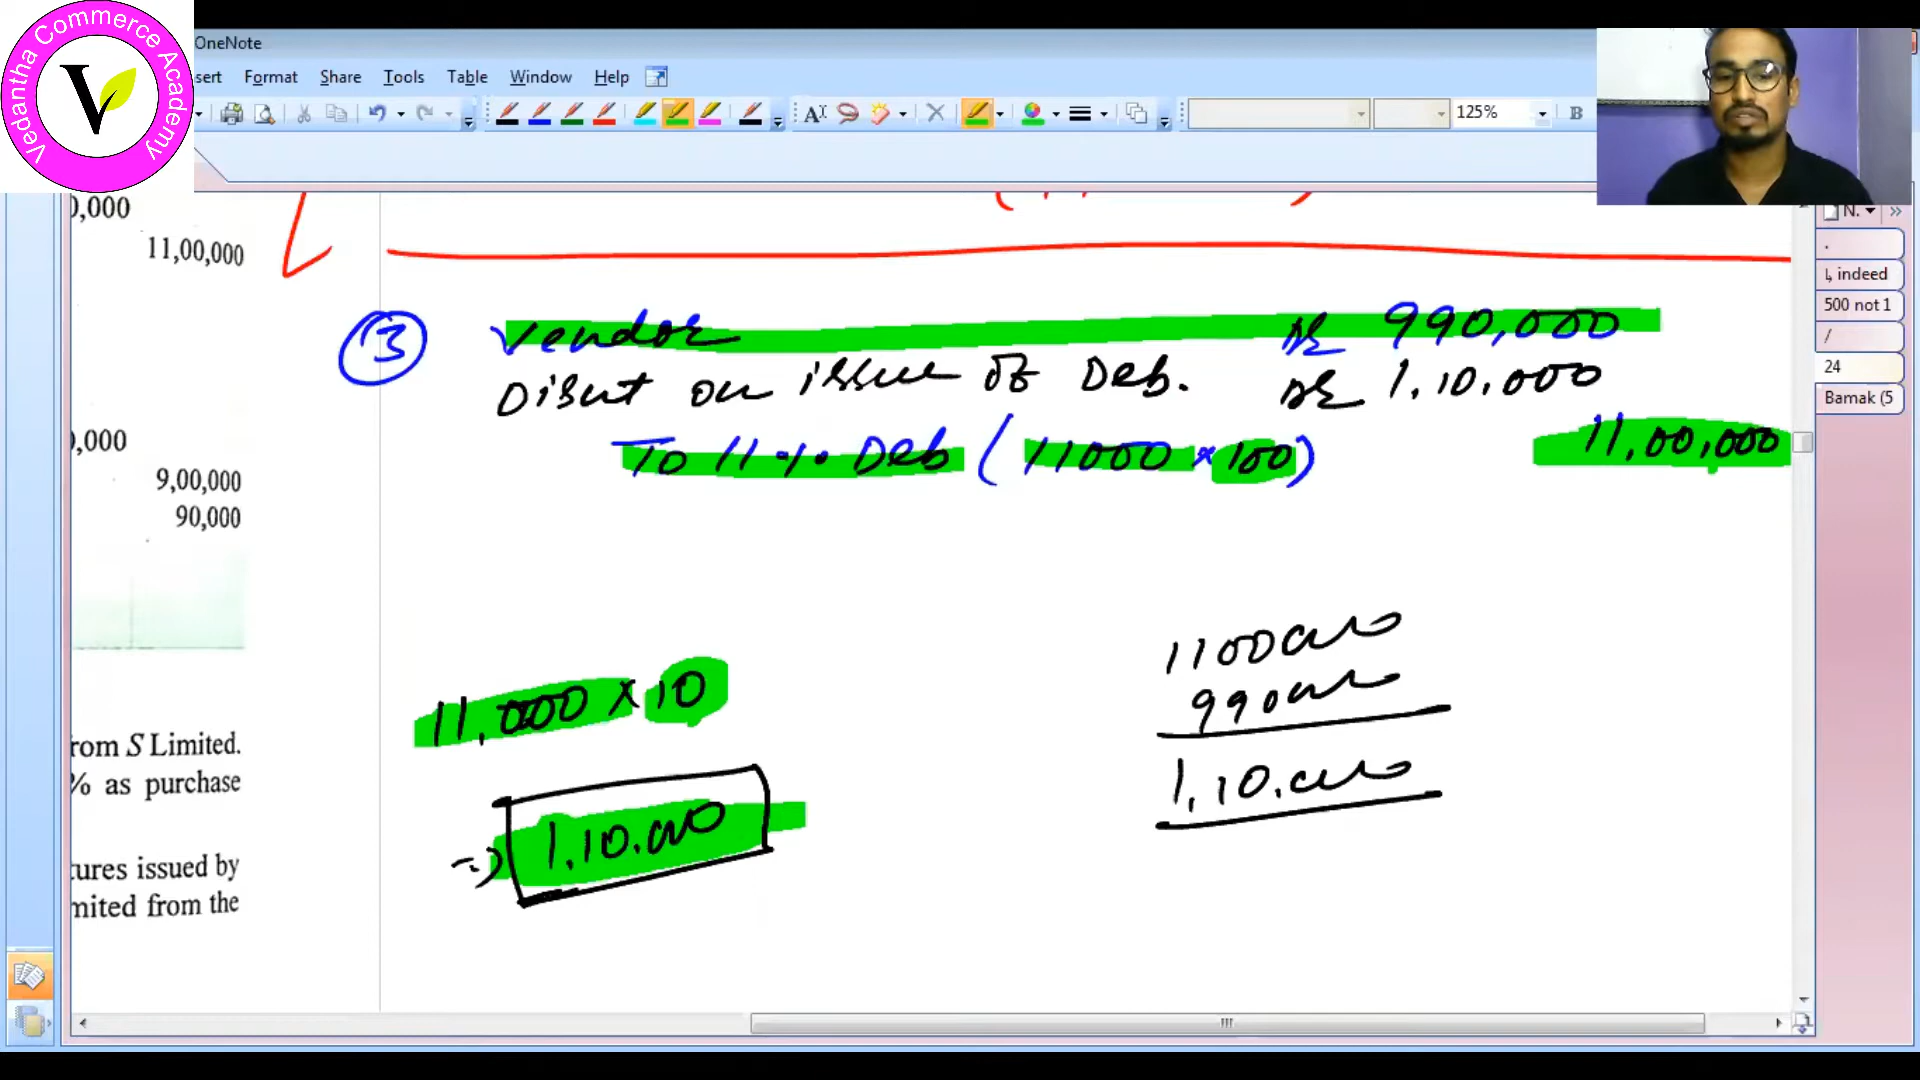 Vedantha Commerce Academy
V
OneNote
sert Format Share Tools Table Window Help
125% B
N.
.
↳ indeed
500 not 1
/
24
Bamak (5
0,000
11,00,000
0,000
9,00,000
90,000
rom S Limited.
% as purchase
tures issued by
mited from the
3 Vendor Dr 990,000
Disut on issue of Deb. Dr 1,10,000
To 11% Deb (11000 × 100) 11,00,000
11,000 × 10
=> 1,10,000
1100000
990000
1,10,000